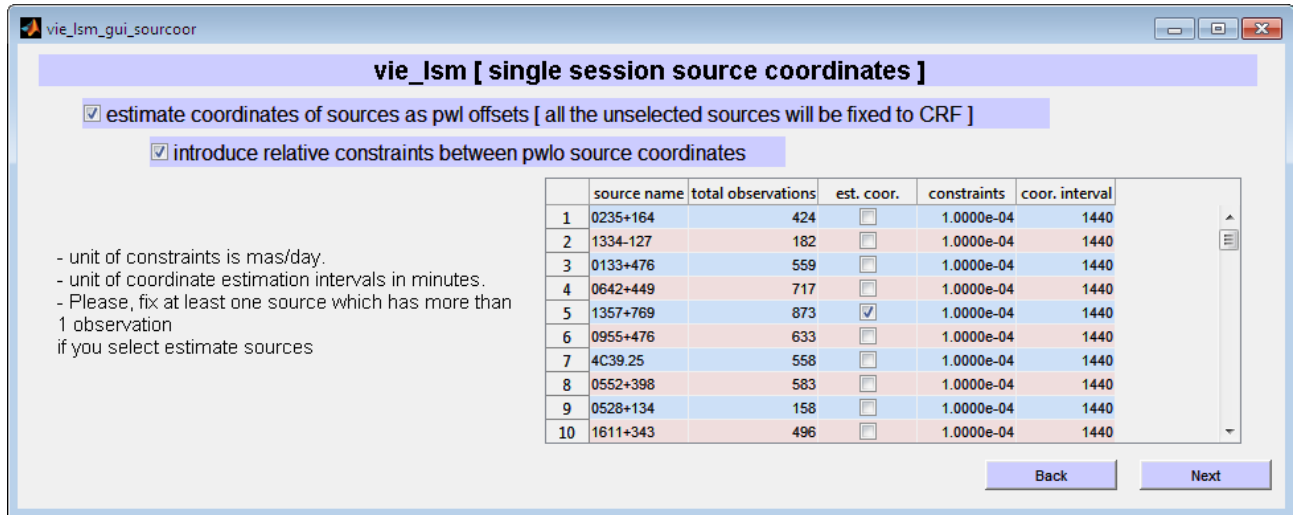 vie_lsm_gui_sourcoor
vie_lsm [ single session source coordinates ]
estimate coordinates of sources as pwl offsets [ all the unselected sources will be fixed to CRF ]
introduce relative constraints between pwlo source coordinates
- unit of constraints is mas/day.
- unit of coordinate estimation intervals in minutes.
- Please, fix at least one source which has more than
1 observation
if you select estimate sources
source name total observations est. coor. constraints coor. interval
1 0235+164 424 1.0000e-04 1440
2 1334-127 182 1.0000e-04 1440
3 0133+476 559 1.0000e-04 1440
4 0642+449 717 1.0000e-04 1440
5 1357+769 873 1.0000e-04 1440
6 0955+476 633 1.0000e-04 1440
7 4C39.25 558 1.0000e-04 1440
8 0552+398 583 1.0000e-04 1440
9 0528+134 158 1.0000e-04 1440
10 1611+343 496 1.0000e-04 1440
Back Next